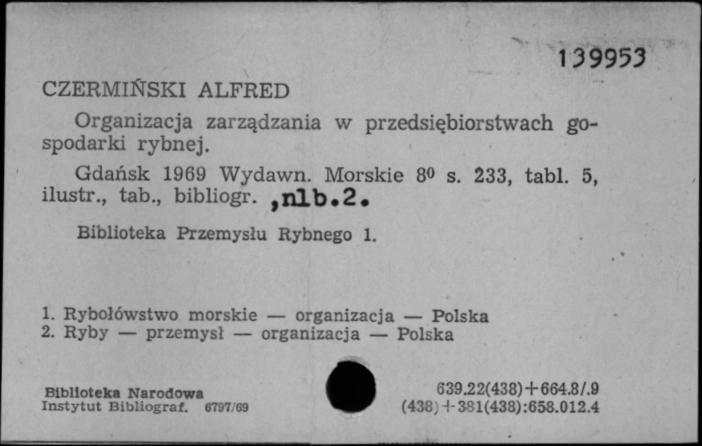 139953
CZERMIŃSKI ALFRED
Organizacja zarządzania w przedsiębiorstwach go-
spodarki rybnej.
Gdańsk 1969 Wydawn. Morskie 8⁰ s. 233, tabl. 5,
ilustr., tab., bibliogr. ,nlb.2.
Biblioteka Przemysłu Rybnego 1.
1. Rybołówstwo morskie — organizacja — Polska
2. Ryby — przemysł — organizacja — Polska
Biblioteka Narodowa
Instytut Bibliograf. 6797/69
639.22(438)+664.8/.9
(438)+381(438):658.012.4